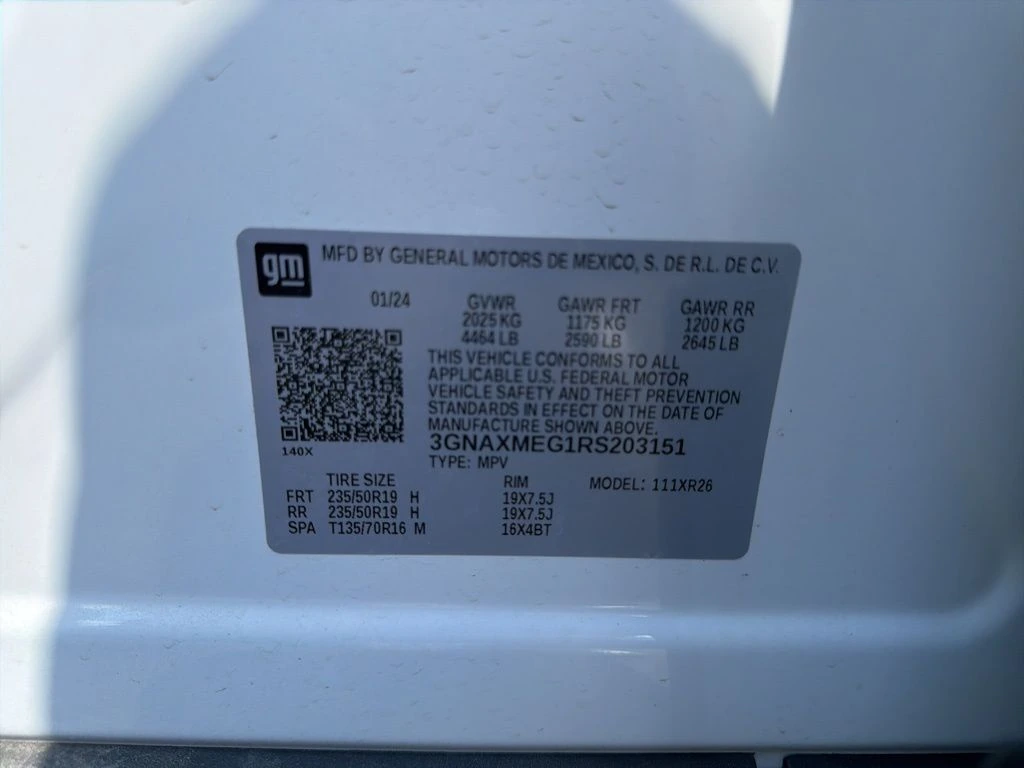 gm
MFD BY GENERAL MOTORS DE MEXICO, S. DE R.L. DE C.V.
01/24 GVWR GAWR FRT GAWR RR
2025 KG 1175 KG 1200 KG
4464 LB 2590 LB 2645 LB
THIS VEHICLE CONFORMS TO ALL
APPLICABLE U.S. FEDERAL MOTOR
VEHICLE SAFETY AND THEFT PREVENTION
STANDARDS IN EFFECT ON THE DATE OF
MANUFACTURE SHOWN ABOVE.
3GNAXMEG1RS203151
140X
TYPE: MPV
TIRE SIZE RIM MODEL: 111XR26
FRT 235/50R19 H 19X7.5J
RR 235/50R19 H 19X7.5J
SPA T135/70R16 M 16X4BT